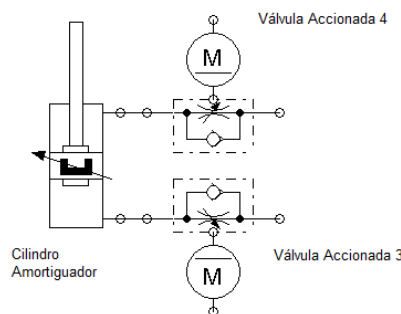 Válvula Accionada 4
M
Cilindro
Amortiguador
Válvula Accionada 3
M